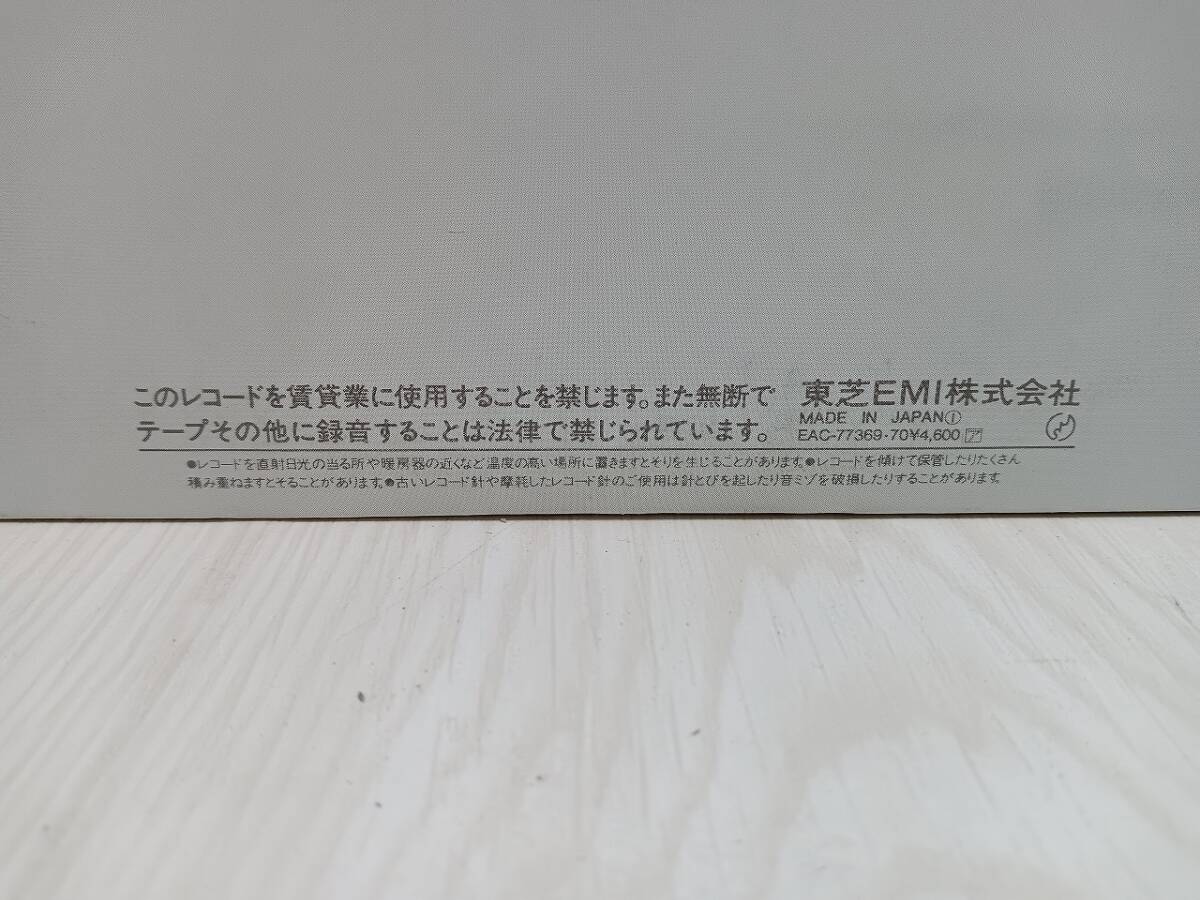 このレコードを賃貸業に使用することを禁じます。また無断で
テープその他に録音することは法律で禁じられています。
東芝EMI株式会社
MADE IN JAPANⓘ
EAC-77369・70¥4,600 ア
●レコードを直射日光の当る所や暖房器の近くなど温度の高い場所に置きますとそりを生じることがあります。●レコードを傾けて保管したりたくさん
積み重ねますとそることがあります。●古いレコード針や摩耗したレコード針のご使用は針とびを起したり音ミゾを破損したりすることがあります。